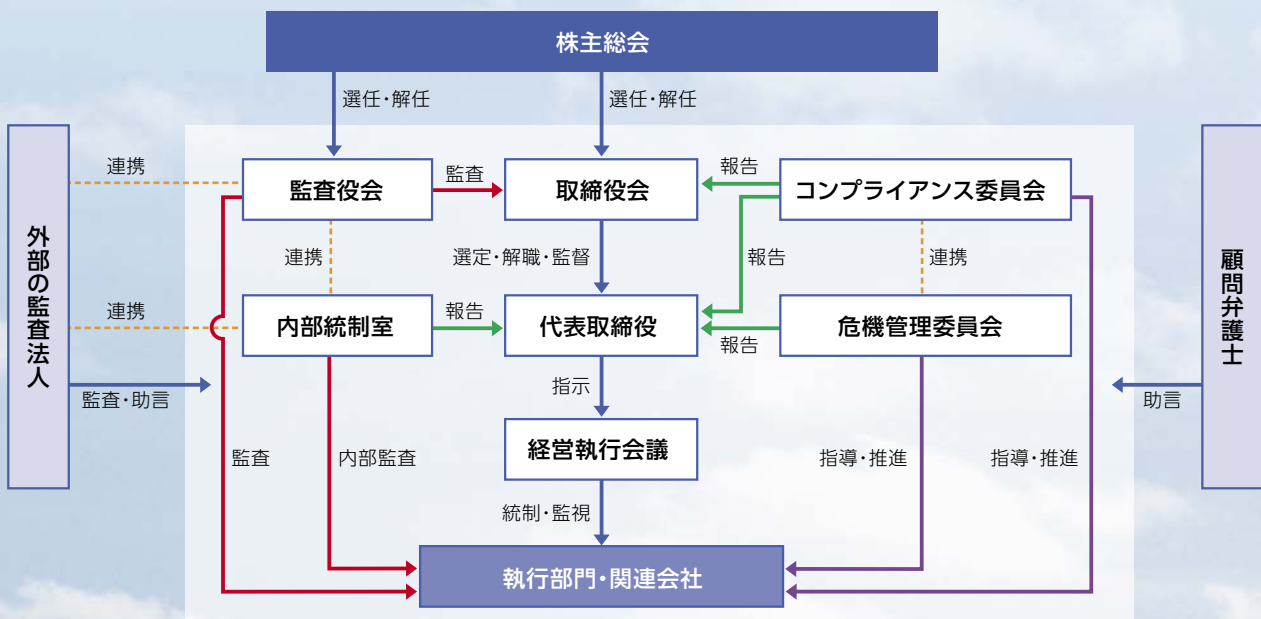 株主総会
選任・解任
選任・解任
外部の監査法人
連携
監査役会
監査
取締役会
報告
コンプライアンス委員会
顧問弁護士
連携
選定・解職・監督
報告
連携
連携
内部統制室
報告
代表取締役
報告
危機管理委員会
監査・助言
指示
助言
監査
内部監査
経営執行会議
指導・推進
指導・推進
統制・監視
執行部門・関連会社